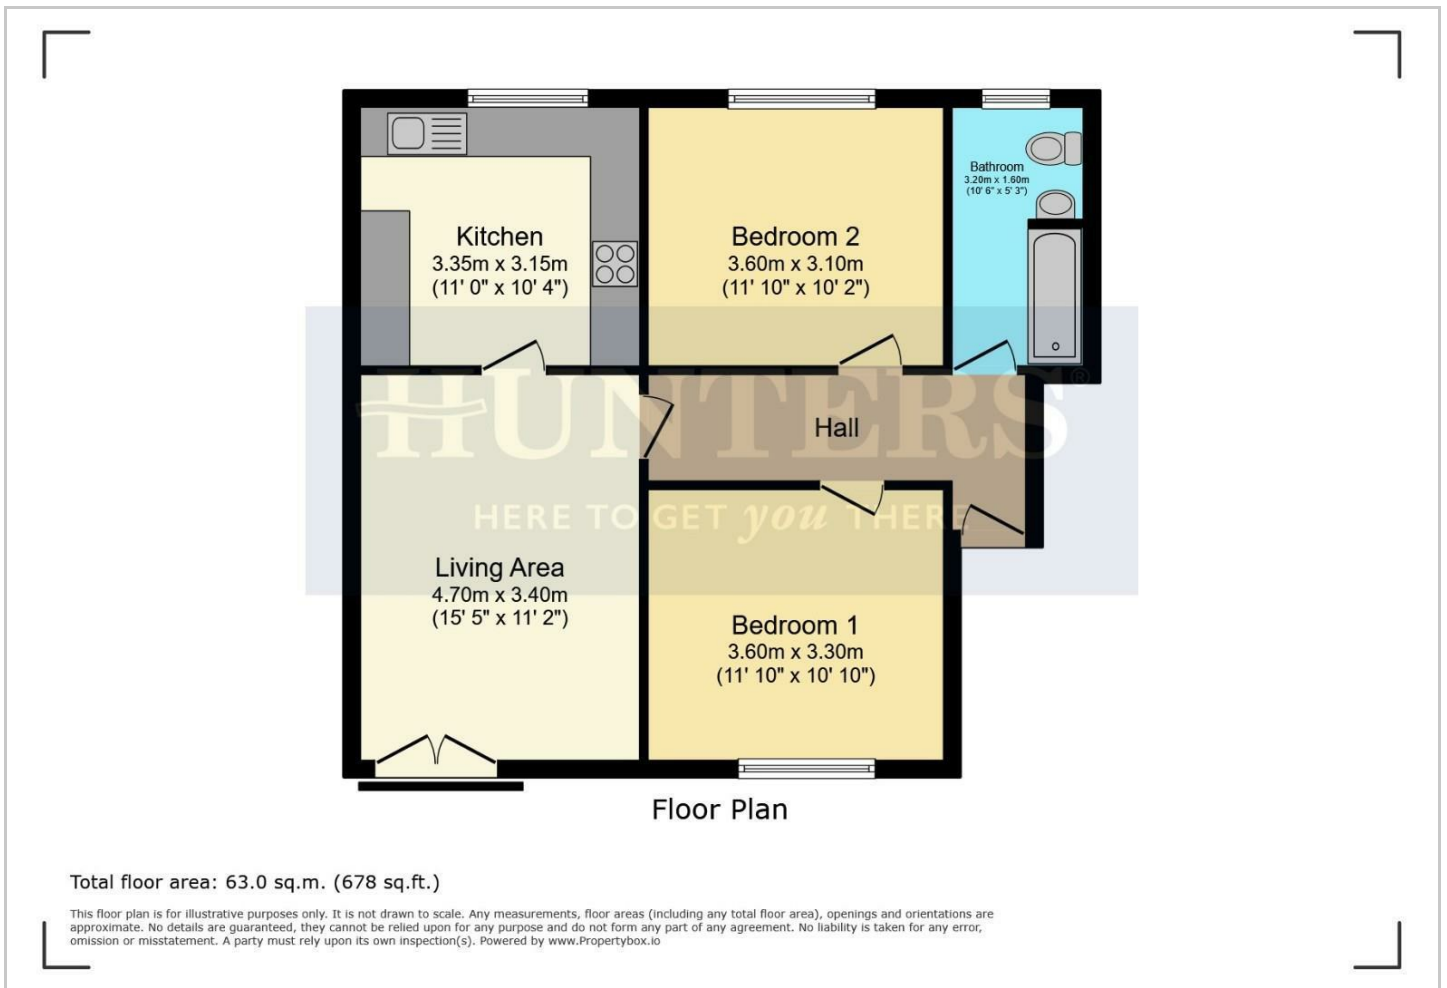 Kitchen
3.35m x 3.15m
(11' 0" x 10' 4")
Bedroom 2
3.60m x 3.10m
(11' 10" x 10' 2")
Bathroom
3.20m x 1.60m
(10' 6" x 5' 3")
HUNTERS®
Hall
HERE TO GET you THERE
Living Area
4.70m x 3.40m
(15' 5" x 11' 2")
Bedroom 1
3.60m x 3.30m
(11' 10" x 10' 10")
Floor Plan
Total floor area: 63.0 sq.m. (678 sq.ft.)
This floor plan is for illustrative purposes only. It is not drawn to scale. Any measurements, floor areas (including any total floor area), openings and orientations are
approximate. No details are guaranteed, they cannot be relied upon for any purpose and do not form any part of any agreement. No liability is taken for any error,
omission or misstatement. A party must rely upon its own inspection(s). Powered by www.Propertybox.io